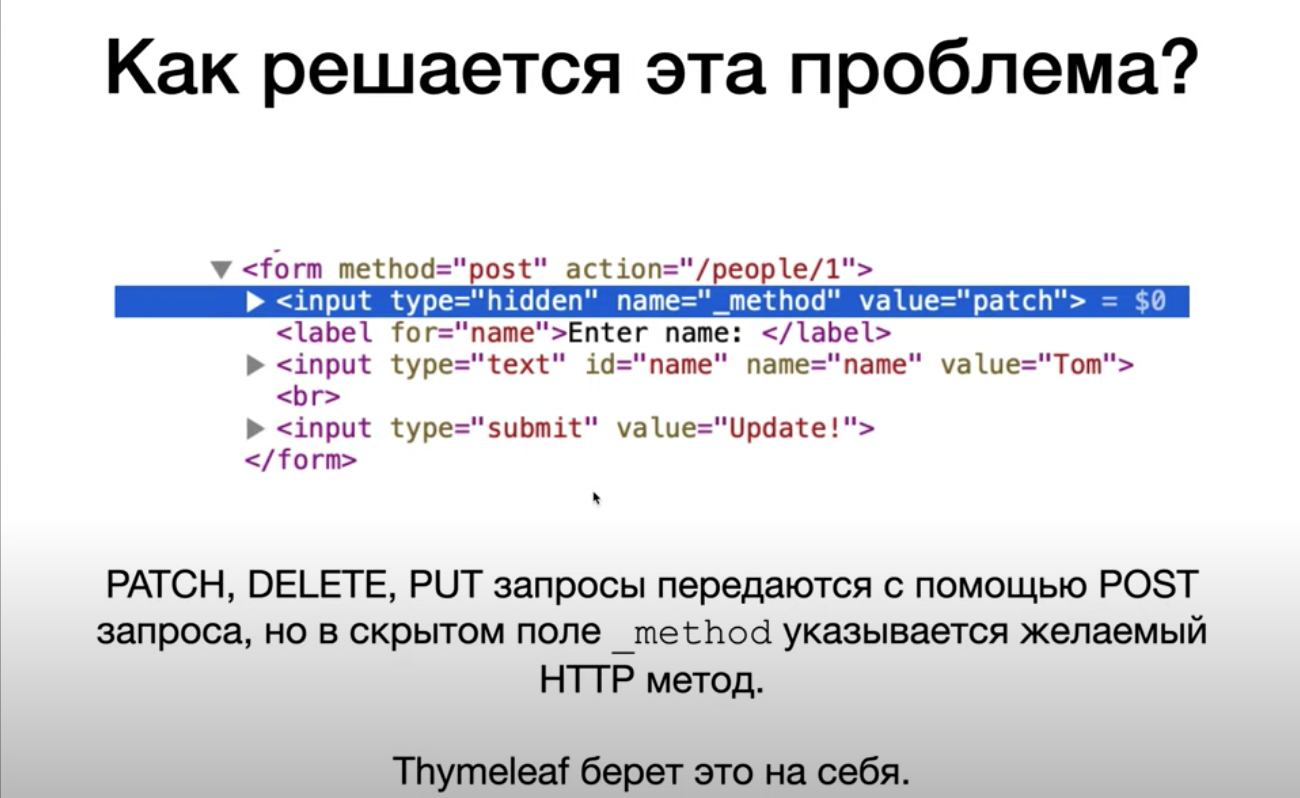 Как решается эта проблема?
▼ <form method="post" action="/people/1">
▶ <input type="hidden" name="_method" value="patch"> = $0
<label for="name">Enter name: </label>
▶ <input type="text" id="name" name="name" value="Tom">
<br>
▶ <input type="submit" value="Update!">
</form>
PATCH, DELETE, PUT запросы передаются с помощью POST
запроса, но в скрытом поле _method указывается желаемый
HTTP метод.
Thymeleaf берет это на себя.